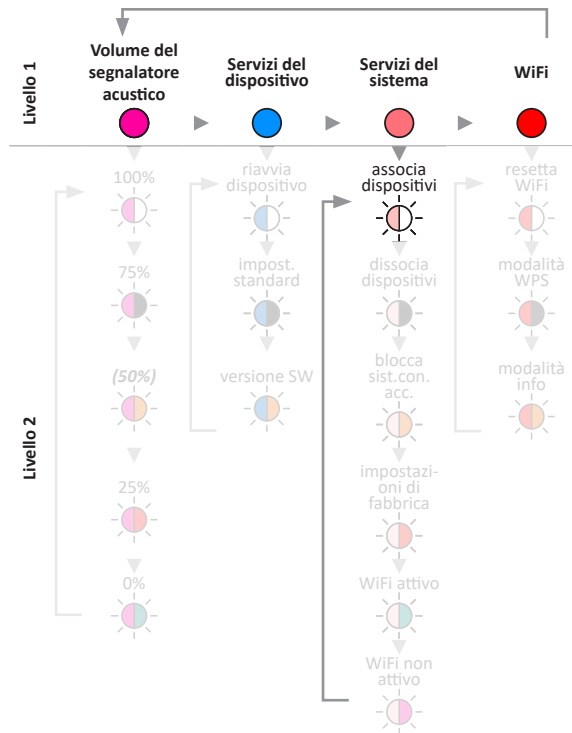 Livello 1
Volume del
segnalatore
acustico
Servizi del
dispositivo
Servizi del
sistema
WiFi
Livello 2
100%
75%
(50%)
25%
0%
riavvia
dispositivo
impost.
standard
versione SW
associa
dispositivi
dissocia
dispositivi
blocca
sist.con.
acc.
impostazi-
oni di
fabbrica
WiFi attivo
WiFi non
attivo
resetta
WiFi
modalità
WPS
modalità
info